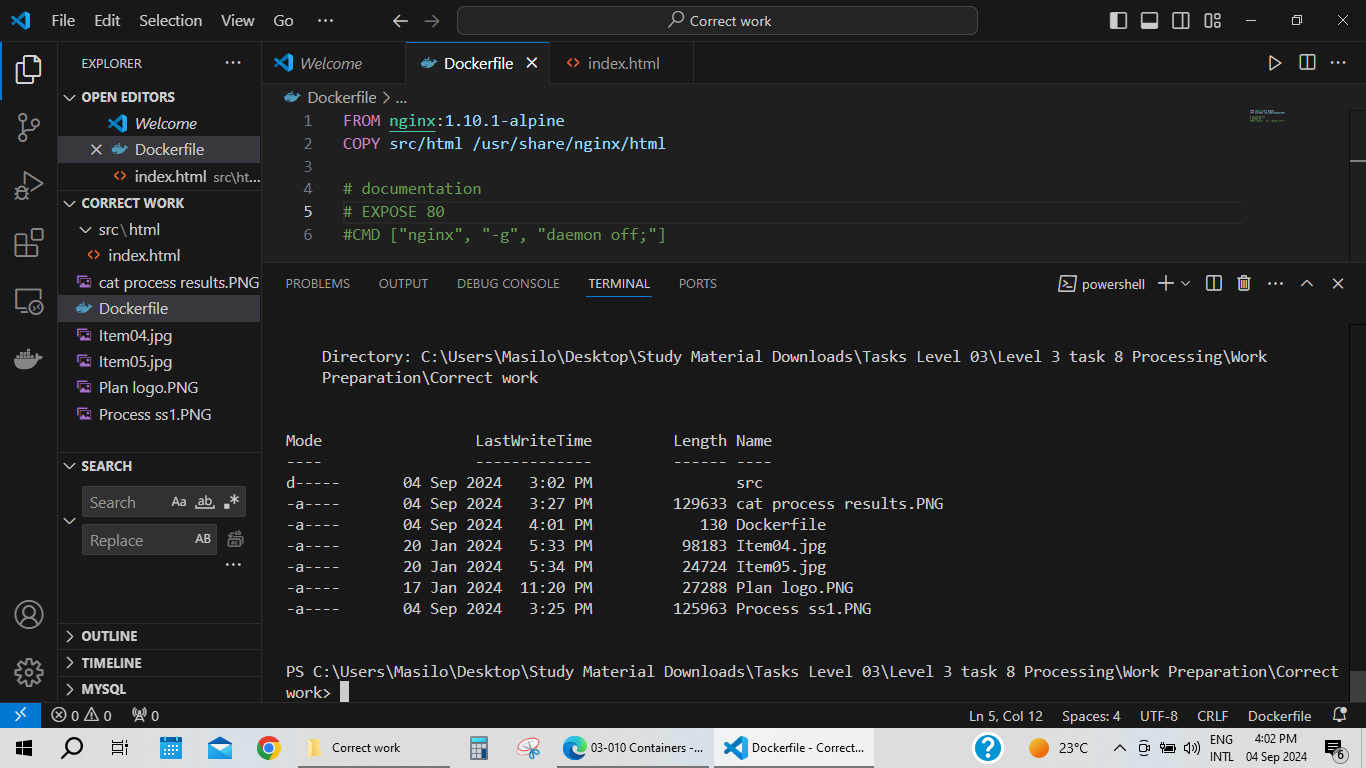 File Edit Selection View Go ··· Correct work
EXPLORER ···
OPEN EDITORS
Welcome
Dockerfile
index.html src\ht...
CORRECT WORK
src\html
index.html
cat process results.PNG
Dockerfile
Item04.jpg
Item05.jpg
Plan logo.PNG
Process ss1.PNG
SEARCH
Search Aa ab .*
Replace AB
···
OUTLINE
TIMELINE
MYSQL
Welcome Dockerfile index.html
Dockerfile > ...
1 FROM nginx:1.10.1-alpine
2 COPY src/html /usr/share/nginx/html
3
4 # documentation
5 # EXPOSE 80
6 #CMD ["nginx", "-g", "daemon off;"]
PROBLEMS OUTPUT DEBUG CONSOLE TERMINAL PORTS powershell
Directory: C:\Users\Masilo\Desktop\Study Material Downloads\Tasks Level 03\Level 3 task 8 Processing\Work
Preparation\Correct work
Mode LastWriteTime Length Name
---- ------------- ------ ----
d----- 04 Sep 2024 3:02 PM src
-a---- 04 Sep 2024 3:27 PM 129633 cat process results.PNG
-a---- 04 Sep 2024 4:01 PM 130 Dockerfile
-a---- 20 Jan 2024 5:33 PM 98183 Item04.jpg
-a---- 20 Jan 2024 5:34 PM 24724 Item05.jpg
-a---- 17 Jan 2024 11:20 PM 27288 Plan logo.PNG
-a---- 04 Sep 2024 3:25 PM 125963 Process ss1.PNG
PS C:\Users\Masilo\Desktop\Study Material Downloads\Tasks Level 03\Level 3 task 8 Processing\Work Preparation\Correct
work>
0 0 0 Ln 5, Col 12 Spaces: 4 UTF-8 CRLF Dockerfile
Correct work 03-010 Containers -... Dockerfile - Correct... 23°C ENG 4:02 PM
INTL 04 Sep 2024 6